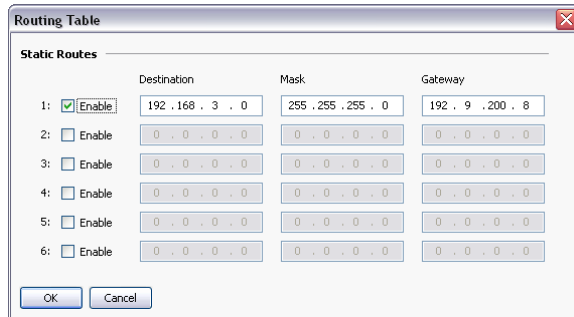 Routing Table
Static Routes
Destination Mask Gateway
1: Enable 192 . 168 . 3 . 0 255 . 255 . 255 . 0 192 . 9 . 200 . 8
2: Enable 0 . 0 . 0 . 0 0 . 0 . 0 . 0 0 . 0 . 0 . 0
3: Enable 0 . 0 . 0 . 0 0 . 0 . 0 . 0 0 . 0 . 0 . 0
4: Enable 0 . 0 . 0 . 0 0 . 0 . 0 . 0 0 . 0 . 0 . 0
5: Enable 0 . 0 . 0 . 0 0 . 0 . 0 . 0 0 . 0 . 0 . 0
6: Enable 0 . 0 . 0 . 0 0 . 0 . 0 . 0 0 . 0 . 0 . 0
OK Cancel